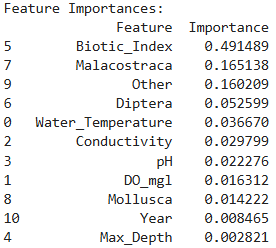 Feature Importances:
Feature Importance
5 Biotic_Index 0.491489
7 Malacostraca 0.165138
9 Other 0.160209
6 Diptera 0.052599
0 Water_Temperature 0.036670
2 Conductivity 0.029799
3 pH 0.022276
1 DO_mgl 0.016312
8 Mollusca 0.014222
10 Year 0.008465
4 Max_Depth 0.002821